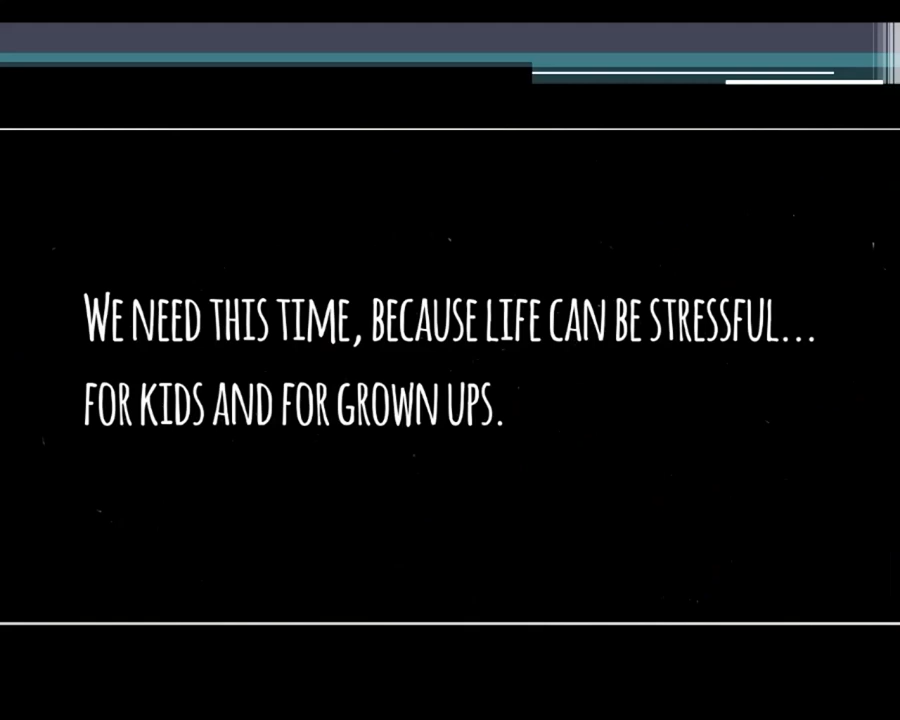 We need this time, because life can be stressful...
for kids and for grown ups.